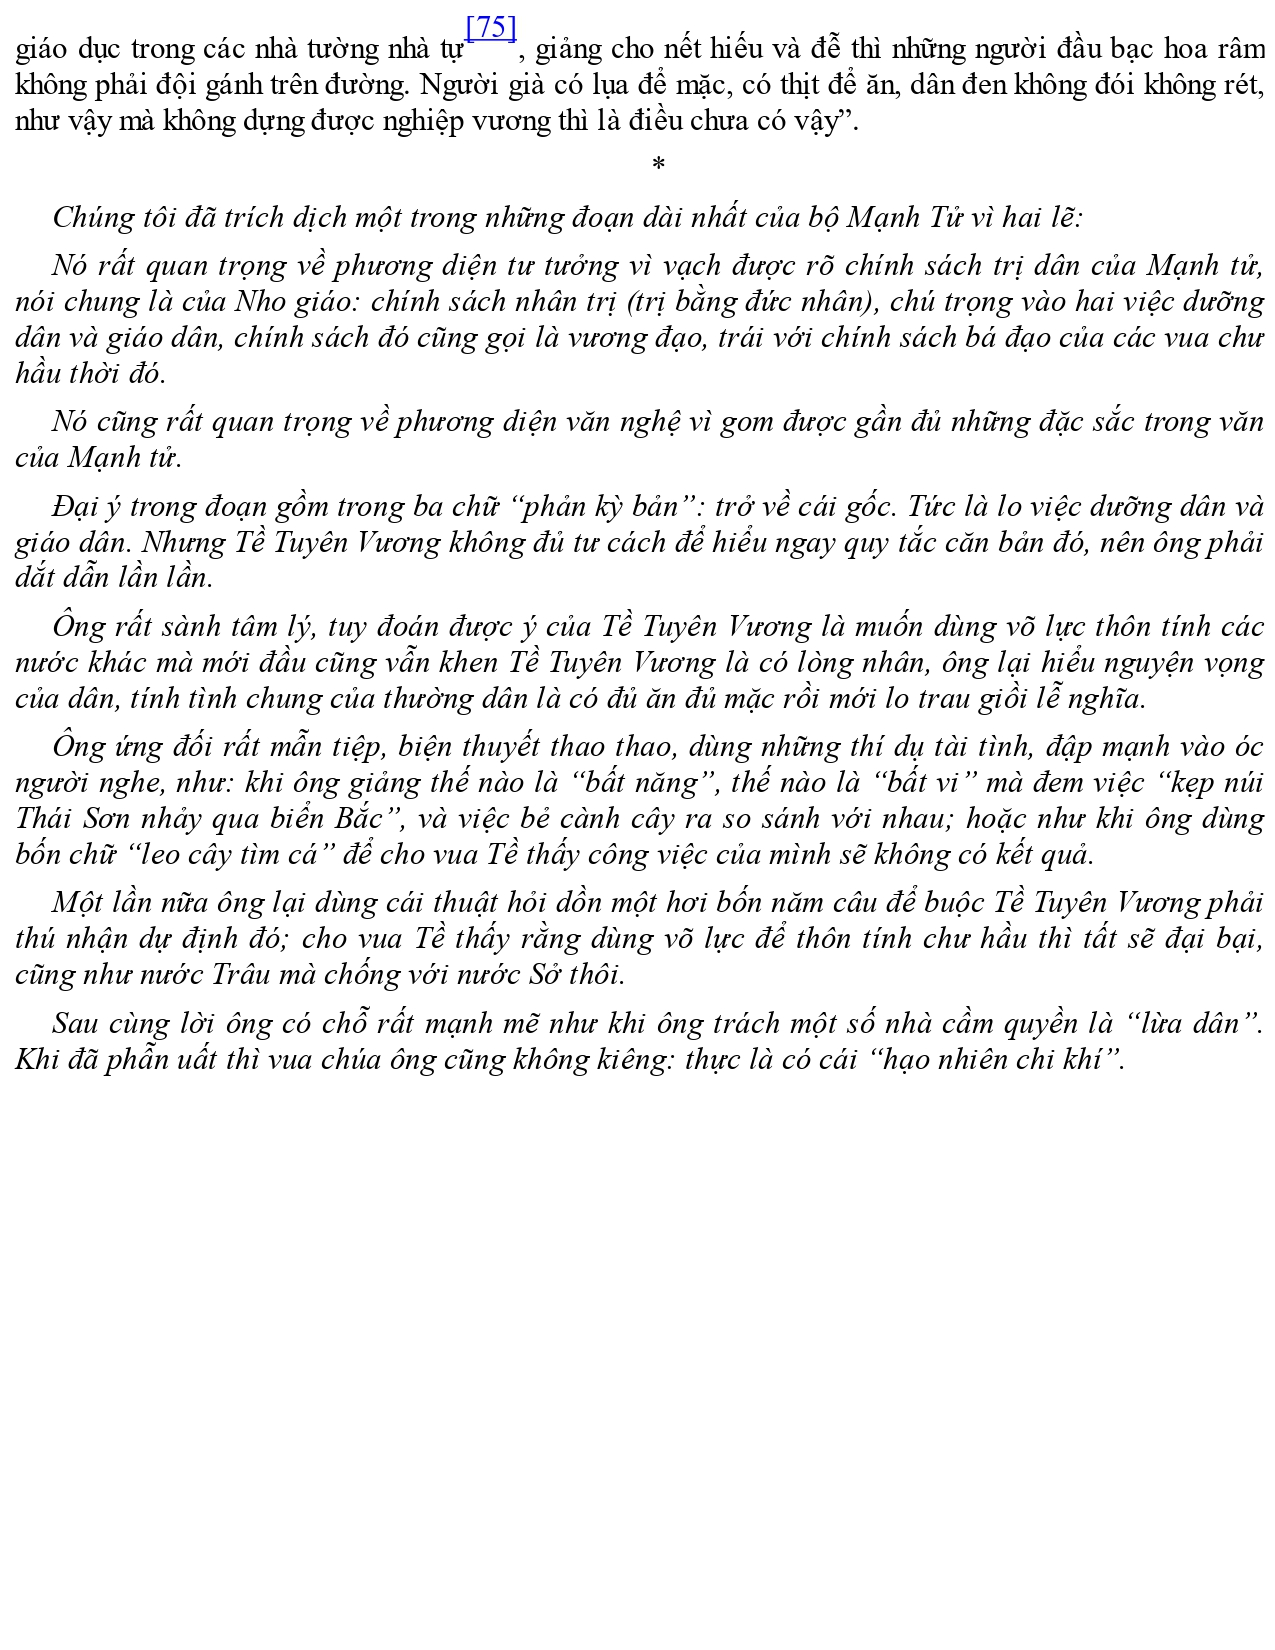 giáo dục trong các nhà tường nhà tự[75], giảng cho nết hiếu và đễ thì những người đầu bạc hoa râm
không phải đội gánh trên đường. Người già có lụa để mặc, có thịt để ăn, dân đen không đói không rét,
như vậy mà không dựng được nghiệp vương thì là điều chưa có vậy”.
*
Chúng tôi đã trích dịch một trong những đoạn dài nhất của bộ Mạnh Tử vì hai lẽ:
Nó rất quan trọng về phương diện tư tưởng vì vạch được rõ chính sách trị dân của Mạnh tử,
nói chung là của Nho giáo: chính sách nhân trị (trị bằng đức nhân), chú trọng vào hai việc dưỡng
dân và giáo dân, chính sách đó cũng gọi là vương đạo, trái với chính sách bá đạo của các vua chư
hầu thời đó.
Nó cũng rất quan trọng về phương diện văn nghệ vì gom được gần đủ những đặc sắc trong văn
của Mạnh tử.
Đại ý trong đoạn gồm trong ba chữ “phản kỳ bản”: trở về cái gốc. Tức là lo việc dưỡng dân và
giáo dân. Nhưng Tề Tuyên Vương không đủ tư cách để hiểu ngay quy tắc căn bản đó, nên ông phải
dắt dẫn lần lần.
Ông rất sành tâm lý, tuy đoán được ý của Tề Tuyên Vương là muốn dùng võ lực thôn tính các
nước khác mà mới đầu cũng vẫn khen Tề Tuyên Vương là có lòng nhân, ông lại hiểu nguyện vọng
của dân, tính tình chung của thường dân là có đủ ăn đủ mặc rồi mới lo trau giồi lễ nghĩa.
Ông ứng đối rất mẫn tiệp, biện thuyết thao thao, dùng những thí dụ tài tình, đập mạnh vào óc
người nghe, như: khi ông giảng thế nào là “bất năng”, thế nào là “bất vi” mà đem việc “kẹp núi
Thái Sơn nhảy qua biển Bắc”, và việc bẻ cành cây ra so sánh với nhau; hoặc như khi ông dùng
bốn chữ “leo cây tìm cá” để cho vua Tề thấy công việc của mình sẽ không có kết quả.
Một lần nữa ông lại dùng cái thuật hỏi dồn một hơi bốn năm câu để buộc Tề Tuyên Vương phải
thú nhận dự định đó; cho vua Tề thấy rằng dùng võ lực để thôn tính chư hầu thì tất sẽ đại bại,
cũng như nước Trâu mà chống với nước Sở thôi.
Sau cùng lời ông có chỗ rất mạnh mẽ như khi ông trách một số nhà cầm quyền là “lừa dân”.
Khi đã phẫn uất thì vua chúa ông cũng không kiêng: thực là có cái “hạo nhiên chi khí”.